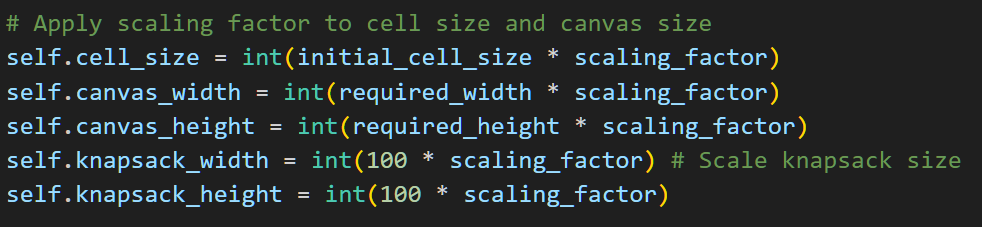 # Apply scaling factor to cell size and canvas size
self.cell_size = int(initial_cell_size * scaling_factor)
self.canvas_width = int(required_width * scaling_factor)
self.canvas_height = int(required_height * scaling_factor)
self.knapsack_width = int(100 * scaling_factor) # Scale knapsack size
self.knapsack_height = int(100 * scaling_factor)